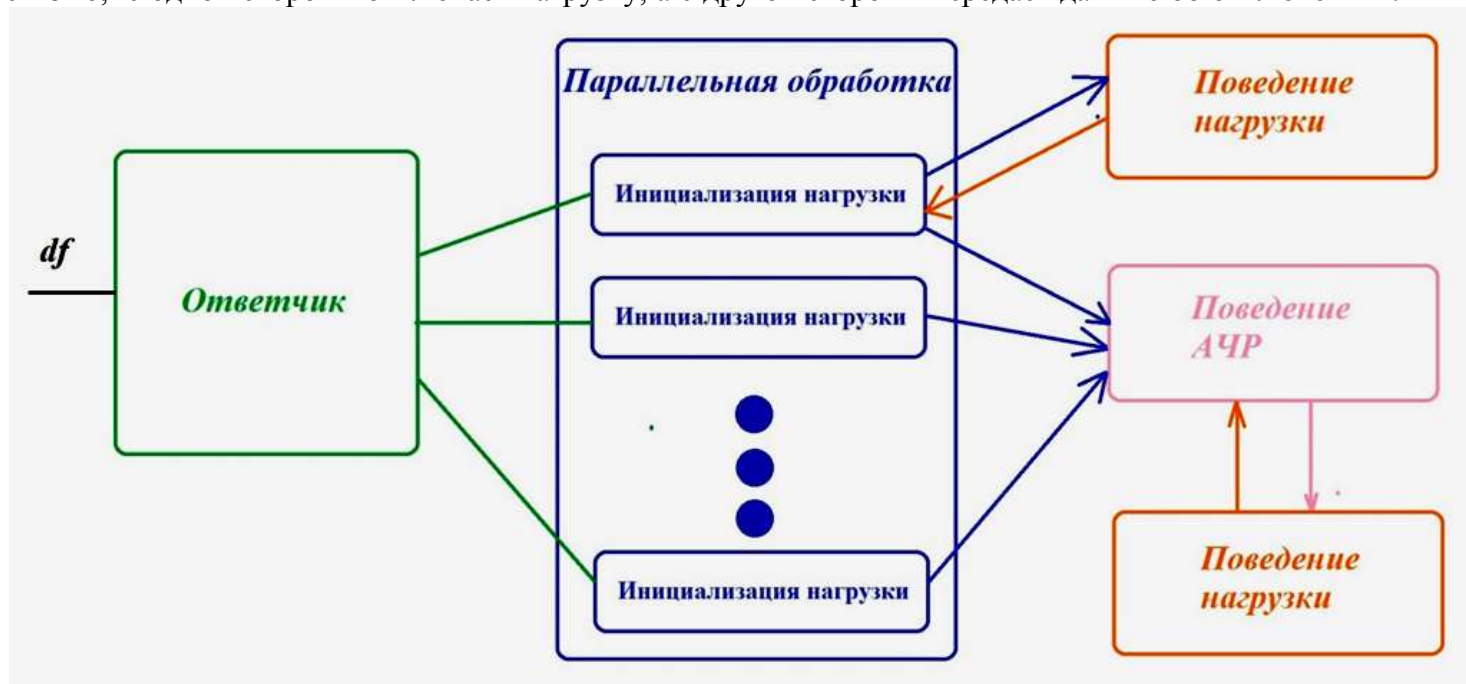 Параллельная обработка
Поведение
нагрузки
Инициализация нагрузки
df
Ответчик
Инициализация нагрузки
Поведение
АЧР
Инициализация нагрузки
Поведение
нагрузки